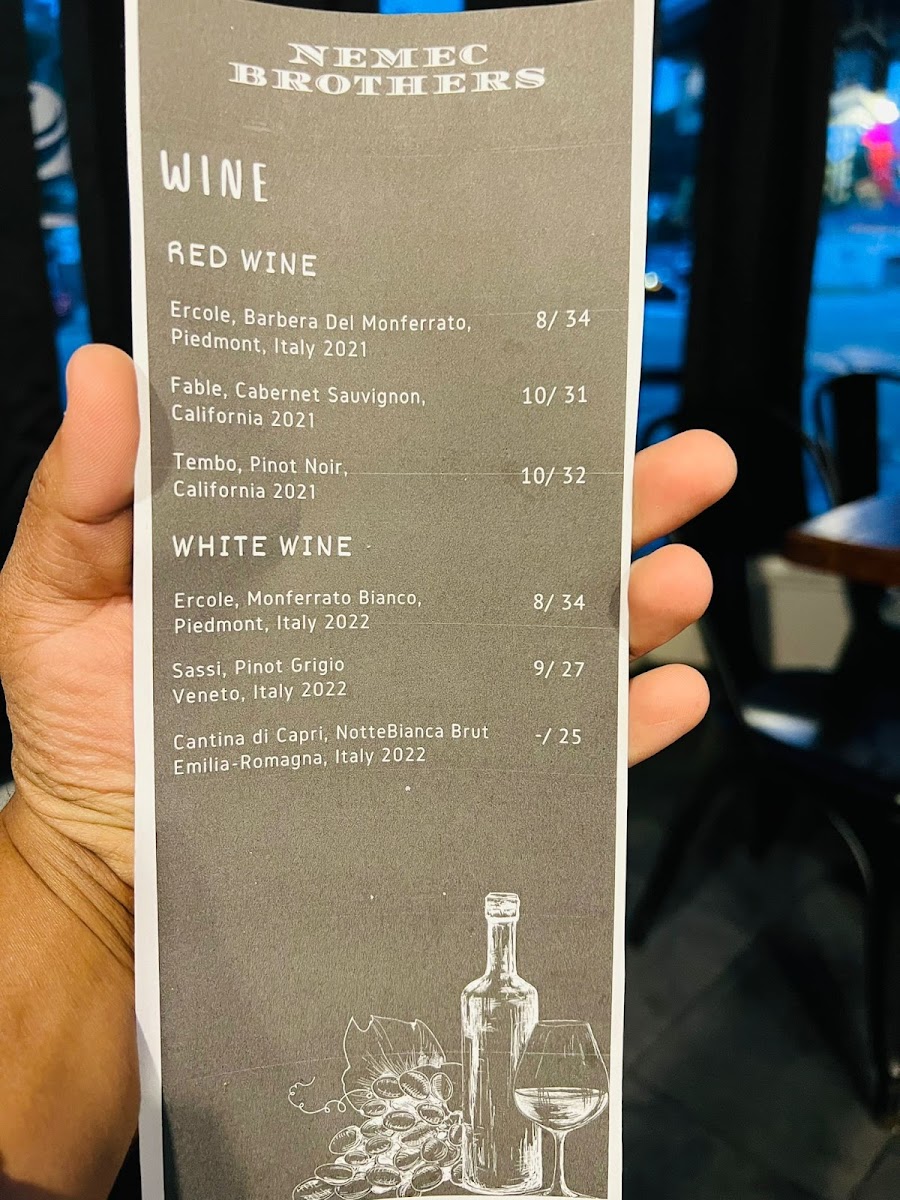 NEMEC
BROTHERS
WINE
RED WINE
Ercole, Barbera Del Monferrato, 8/ 34
Piedmont, Italy 2021
Fable, Cabernet Sauvignon, 10/ 31
California 2021
Tembo, Pinot Noir, 10/ 32
California 2021
WHITE WINE
Ercole, Monferrato Bianco, 8/ 34
Piedmont, Italy 2022
Sassi, Pinot Grigio 9/ 27
Veneto, Italy 2022
Cantina di Capri, NotteBianca Brut -/ 25
Emilia-Romagna, Italy 2022